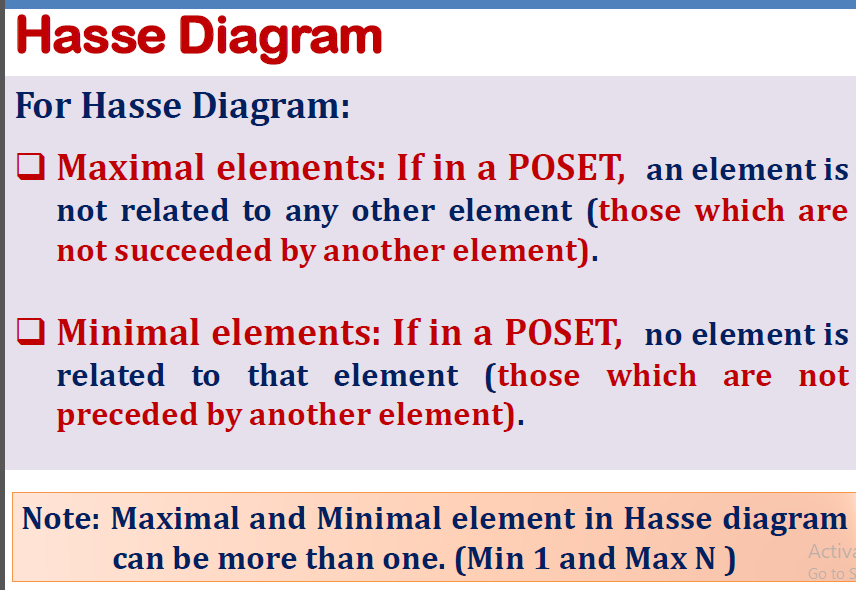 Hasse Diagram
For Hasse Diagram:
❑ Maximal elements: If in a POSET, an element is
not related to any other element (those which are
not succeeded by another element).
❑ Minimal elements: If in a POSET, no element is
related to that element (those which are not
preceded by another element).
Note: Maximal and Minimal element in Hasse diagram
can be more than one. (Min 1 and Max N )
Activa
Go to S